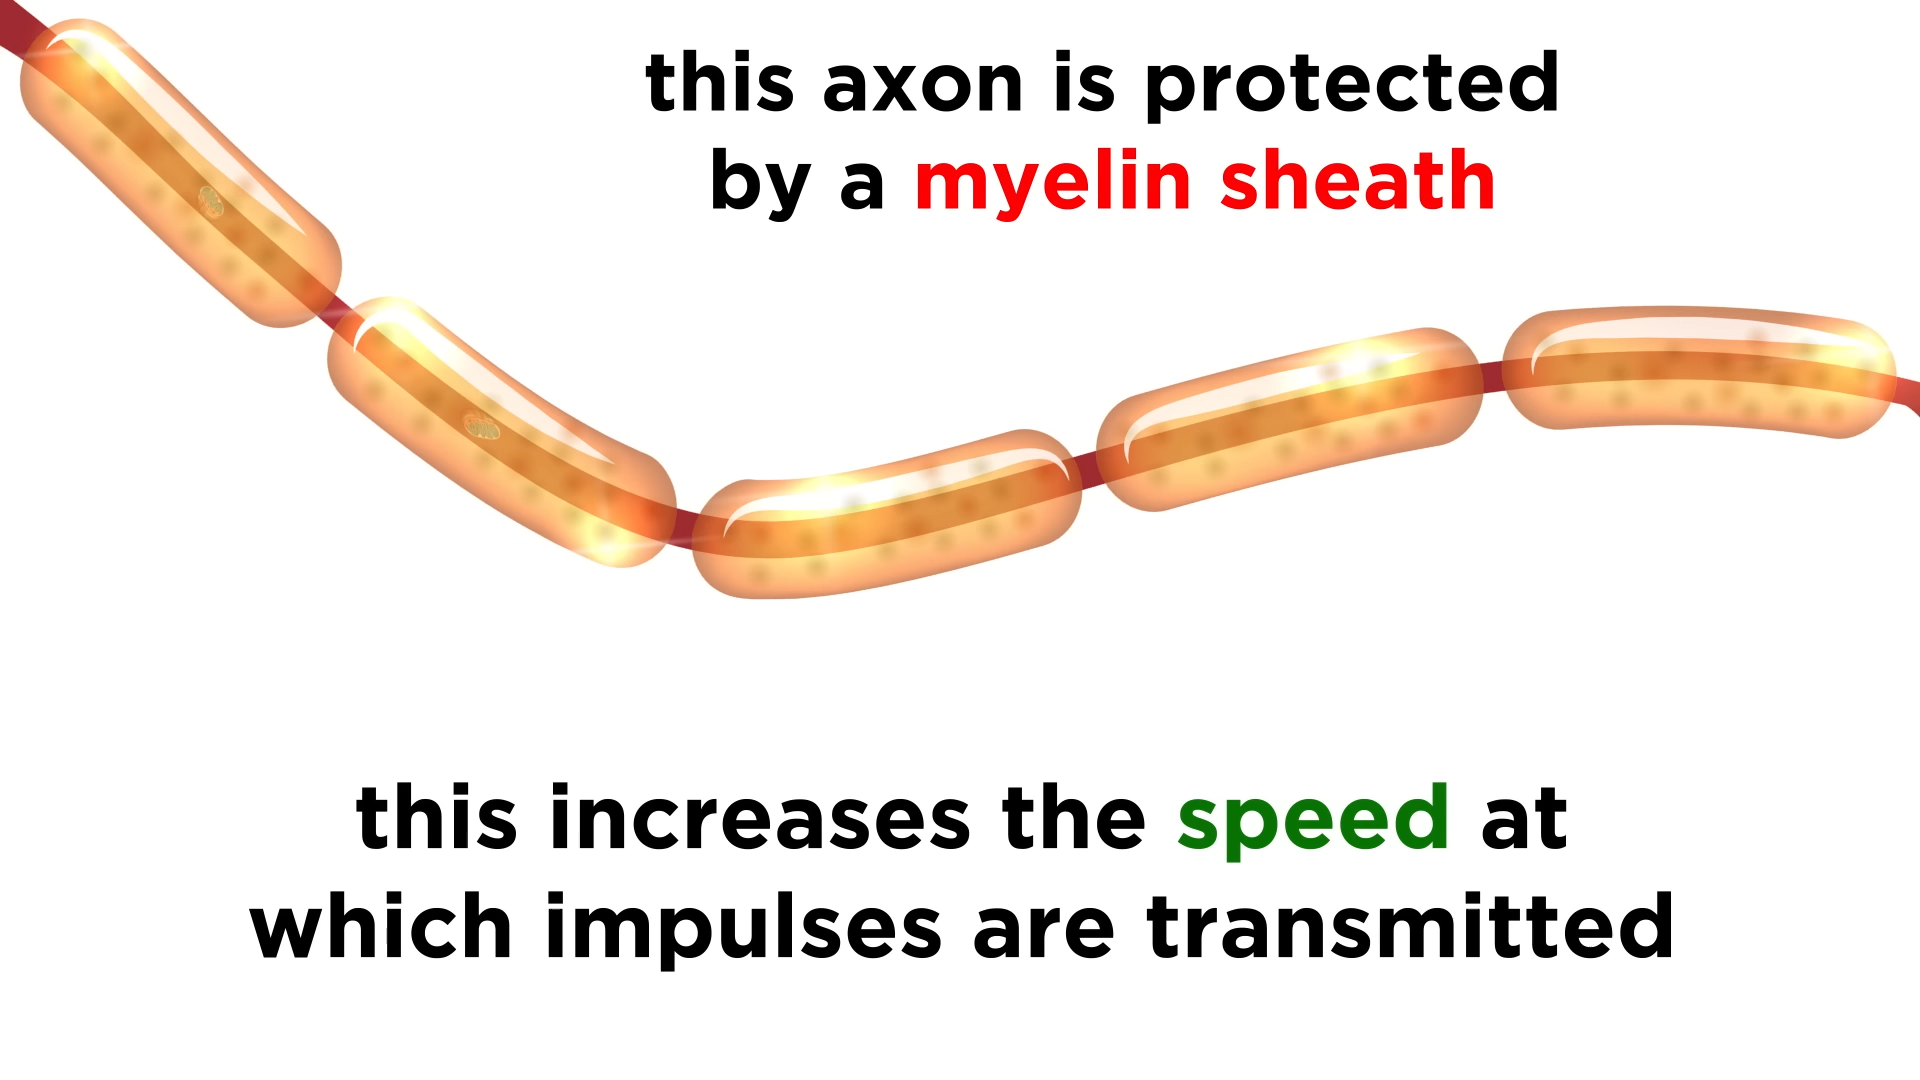 this axon is protected
by a myelin sheath
this increases the speed at
which impulses are transmitted